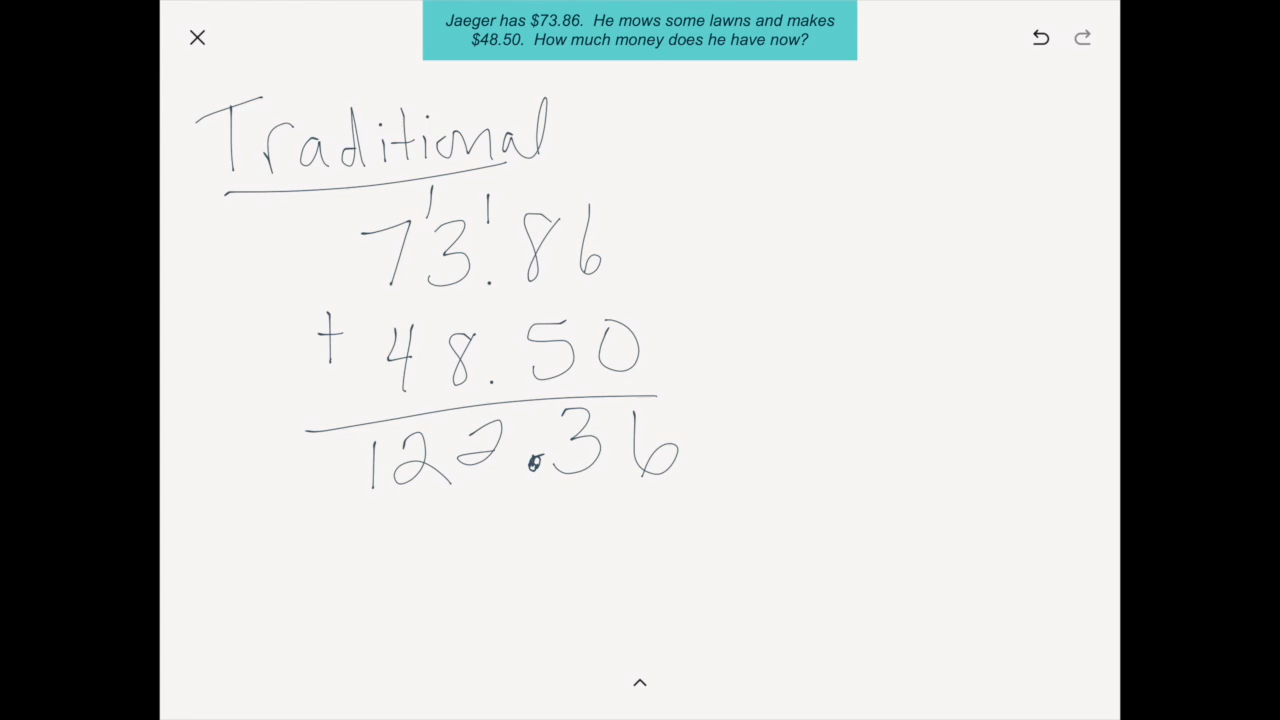 Jaeger has $73.86. He mows some lawns and makes
$48.50. How much money does he have now?
Traditional
1 1
73.86
+ 48.50
122.36